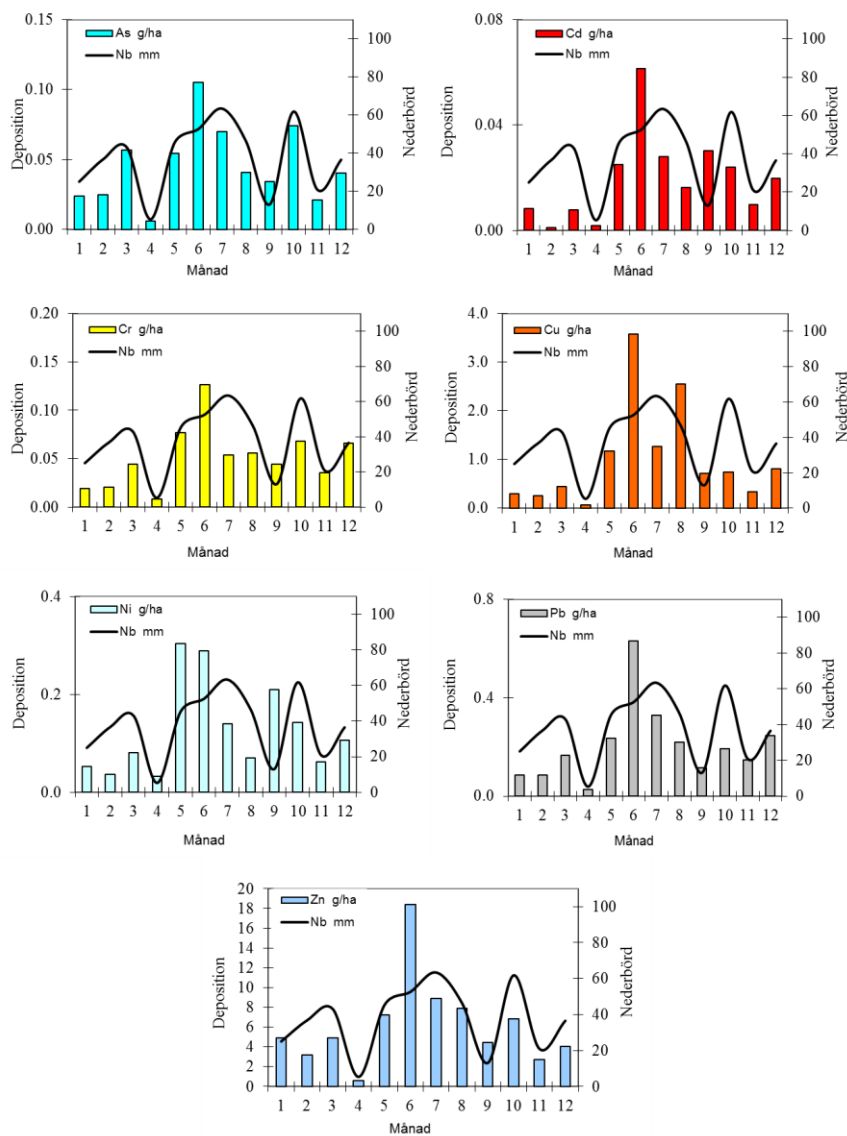 0.15
0.10
0.05
0.00
Deposition
As g/ha
Nb mm
100
80
60
40
20
0
Nederbörd
1 2 3 4 5 6 7 8 9 10 11 12
Månad
0.08
0.04
0.00
Deposition
Cd g/ha
Nb mm
100
80
60
40
20
0
Nederbörd
1 2 3 4 5 6 7 8 9 10 11 12
Månad
0.20
0.15
0.10
0.05
0.00
Deposition
Cr g/ha
Nb mm
100
80
60
40
20
0
Nederbörd
1 2 3 4 5 6 7 8 9 10 11 12
Månad
4.0
3.0
2.0
1.0
0.0
Deposition
Cu g/ha
Nb mm
100
80
60
40
20
0
Nederbörd
1 2 3 4 5 6 7 8 9 10 11 12
Månad
0.4
0.2
0.0
Deposition
Ni g/ha
Nb mm
100
80
60
40
20
0
Nederbörd
1 2 3 4 5 6 7 8 9 10 11 12
Månad
0.8
0.4
0.0
Deposition
Pb g/ha
Nb mm
100
80
60
40
20
0
Nederbörd
1 2 3 4 5 6 7 8 9 10 11 12
Månad
20
18
16
14
12
10
8
6
4
2
0
Deposition
Zn g/ha
Nb mm
100
80
60
40
20
0
Nederbörd
1 2 3 4 5 6 7 8 9 10 11 12
Månad